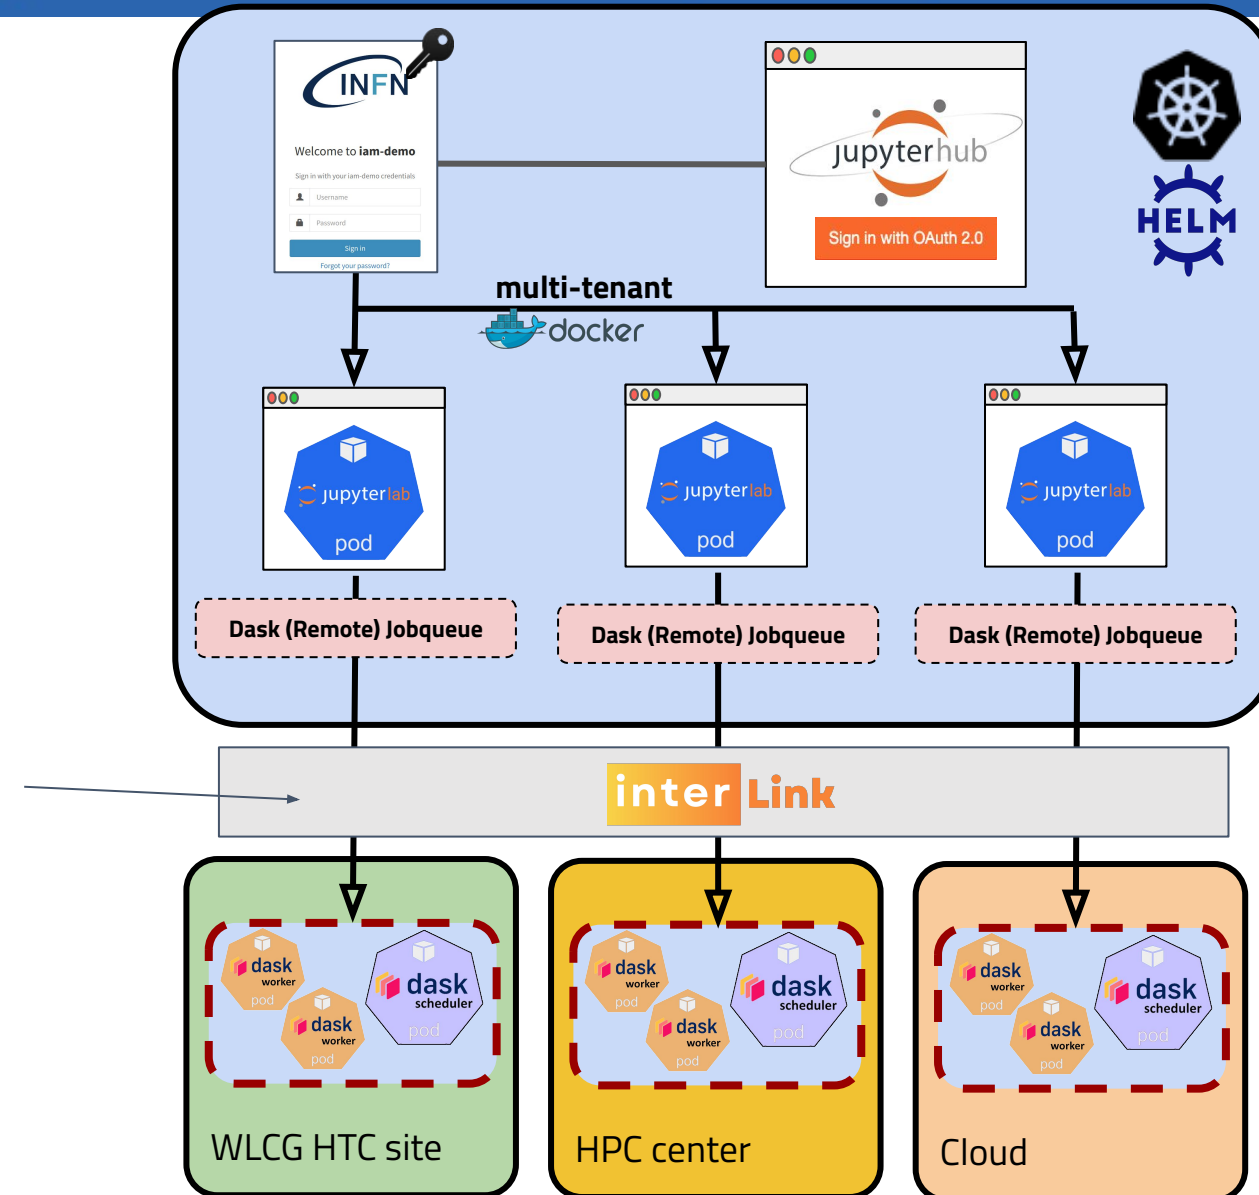 INFN
Welcome to iam-demo
Sign in with your iam-demo credentials
Username
Password
Sign in
Forgot your password?
jupyterhub
Sign in with OAuth 2.0
HELM
multi-tenant
docker
jupyterlab
pod
jupyterlab
pod
jupyterlab
pod
Dask (Remote) Jobqueue
Dask (Remote) Jobqueue
Dask (Remote) Jobqueue
inter Link
dask
worker
pod
dask
worker
pod
dask
scheduler
pod
WLCG HTC site
dask
worker
pod
dask
worker
pod
dask
scheduler
pod
HPC center
dask
worker
pod
dask
worker
pod
dask
scheduler
pod
Cloud